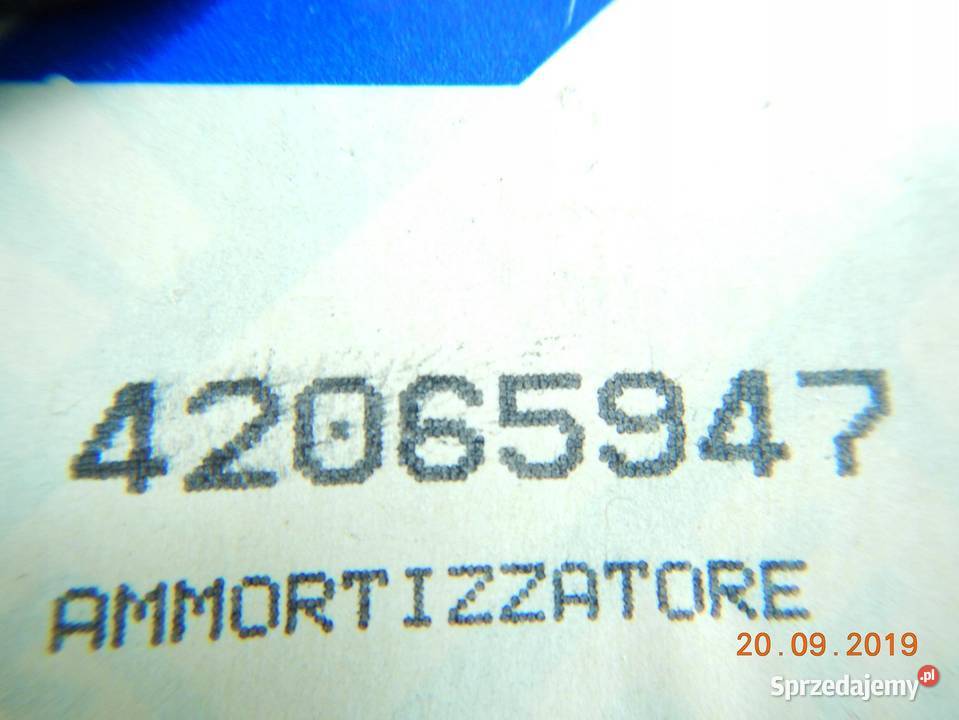 42065947
AMMORTIZZATORE
20.09.2019
Sprzedajemy.pl